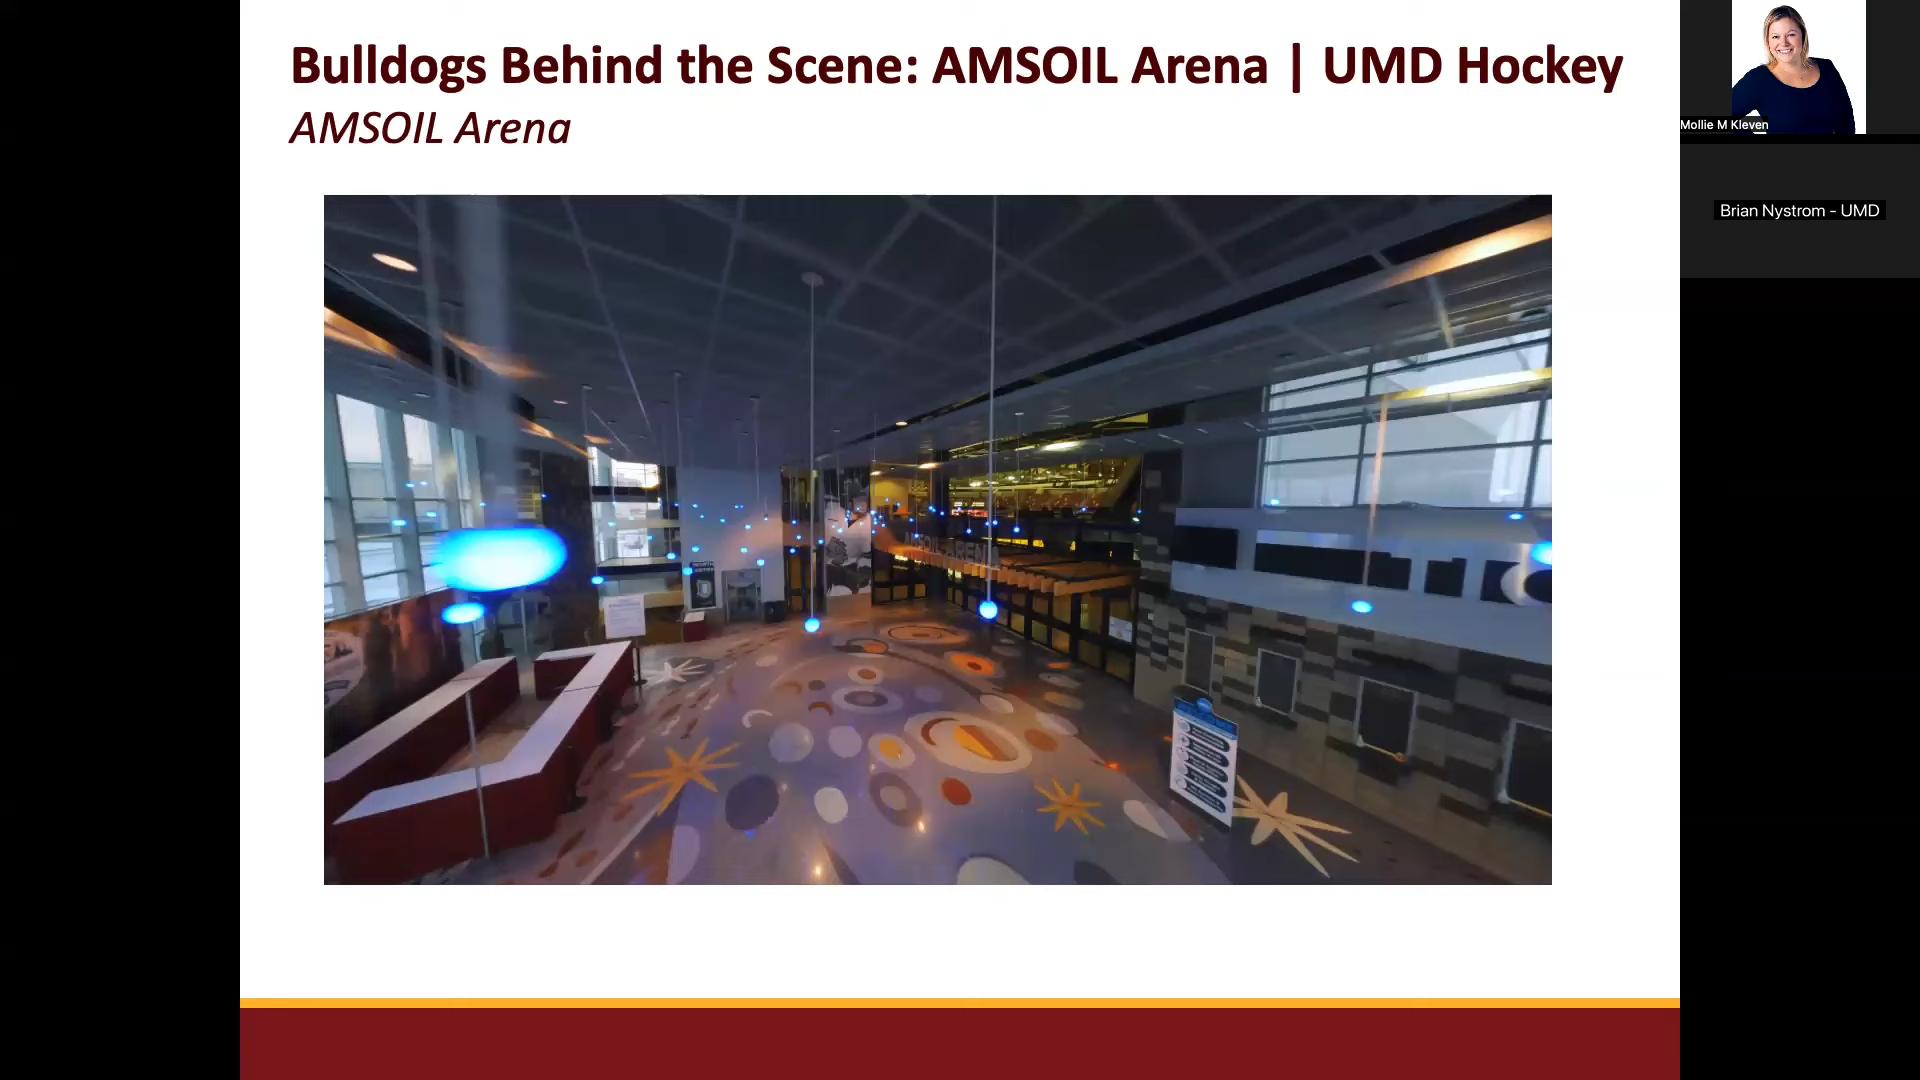 Bulldogs Behind the Scene: AMSOIL Arena | UMD Hockey
AMSOIL Arena
Mollie M Kleven
Brian Nystrom - UMD
AMSOIL ARENA